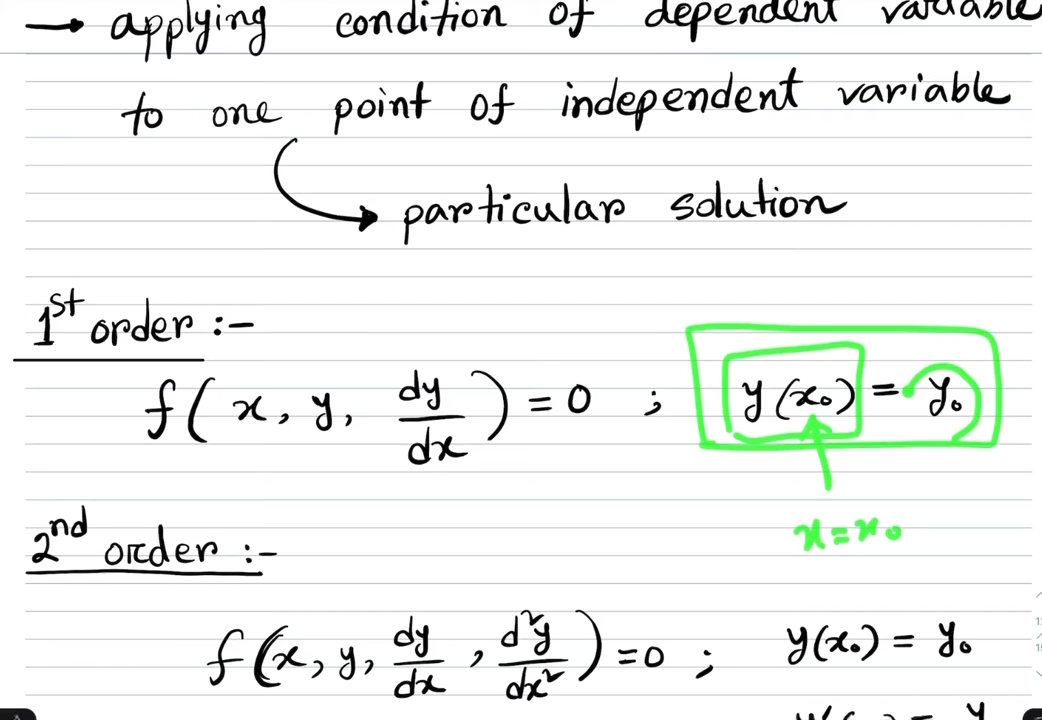 → applying condition of dependent variable
to one point of independent variable
particular solution
1st order :-
f( x, y, dy/dx ) = 0 ; y(x₀) = y₀
x = x₀
2nd order :-
f(x, y, dy/dx, d²y/dx²) = 0 ; y(x₀) = y₀